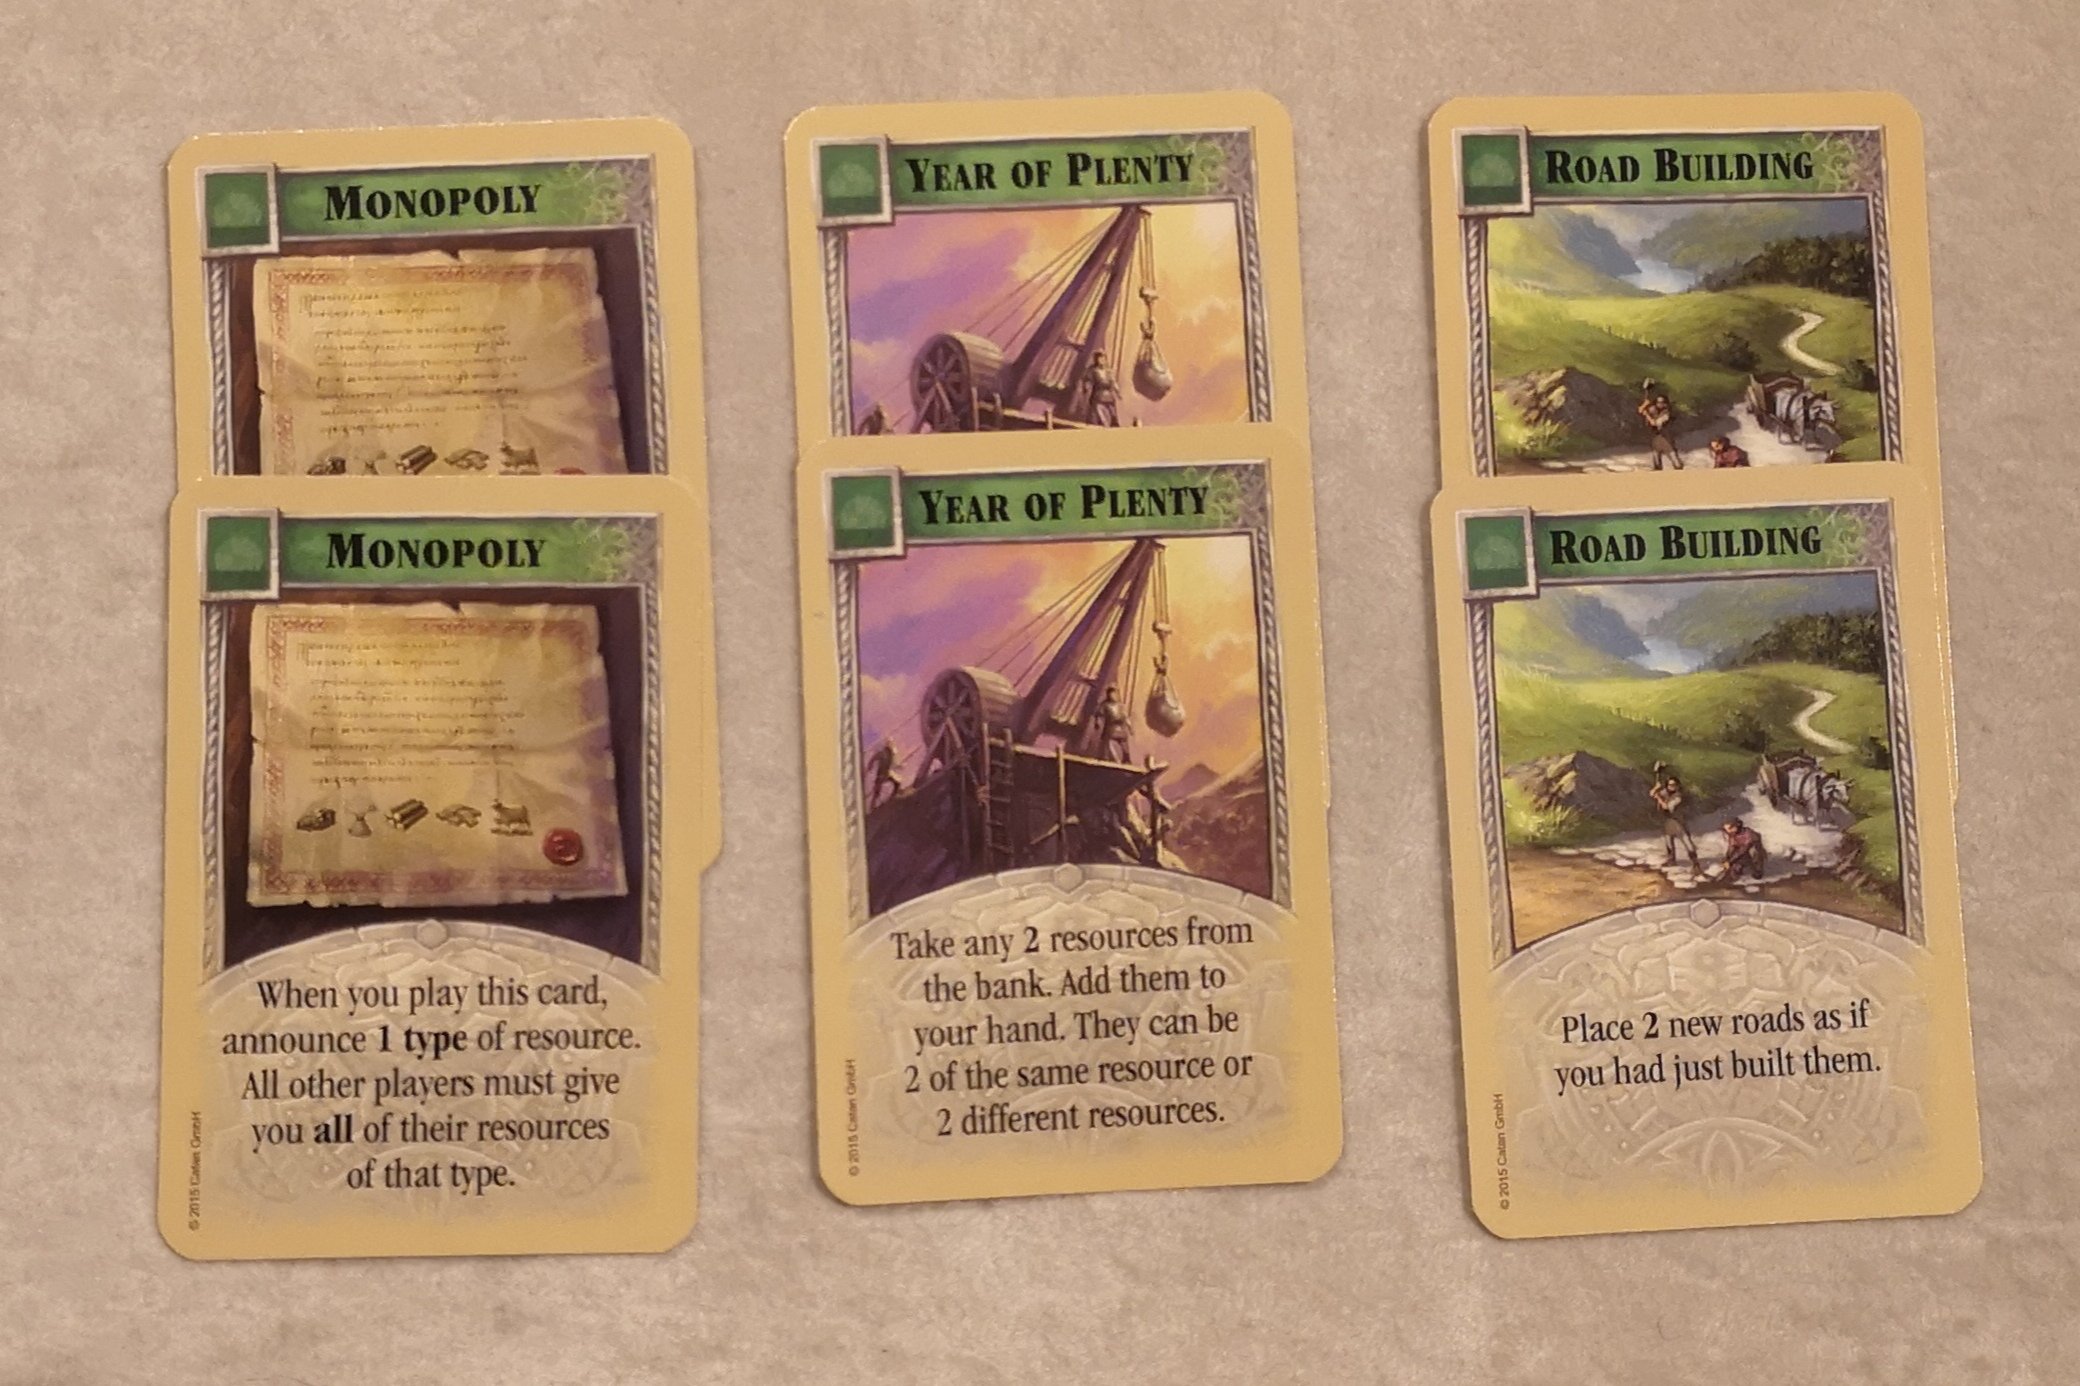 MONOPOLY
MONOPOLY
When you play this card,
announce 1 type of resource.
All other players must give
you all of their resources
of that type.
© 2015 Catan GmbH
YEAR OF PLENTY
YEAR OF PLENTY
Take any 2 resources from
the bank. Add them to
your hand. They can be
2 of the same resource or
2 different resources.
© 2015 Catan GmbH
ROAD BUILDING
ROAD BUILDING
Place 2 new roads as if
you had just built them.
© 2015 Catan GmbH